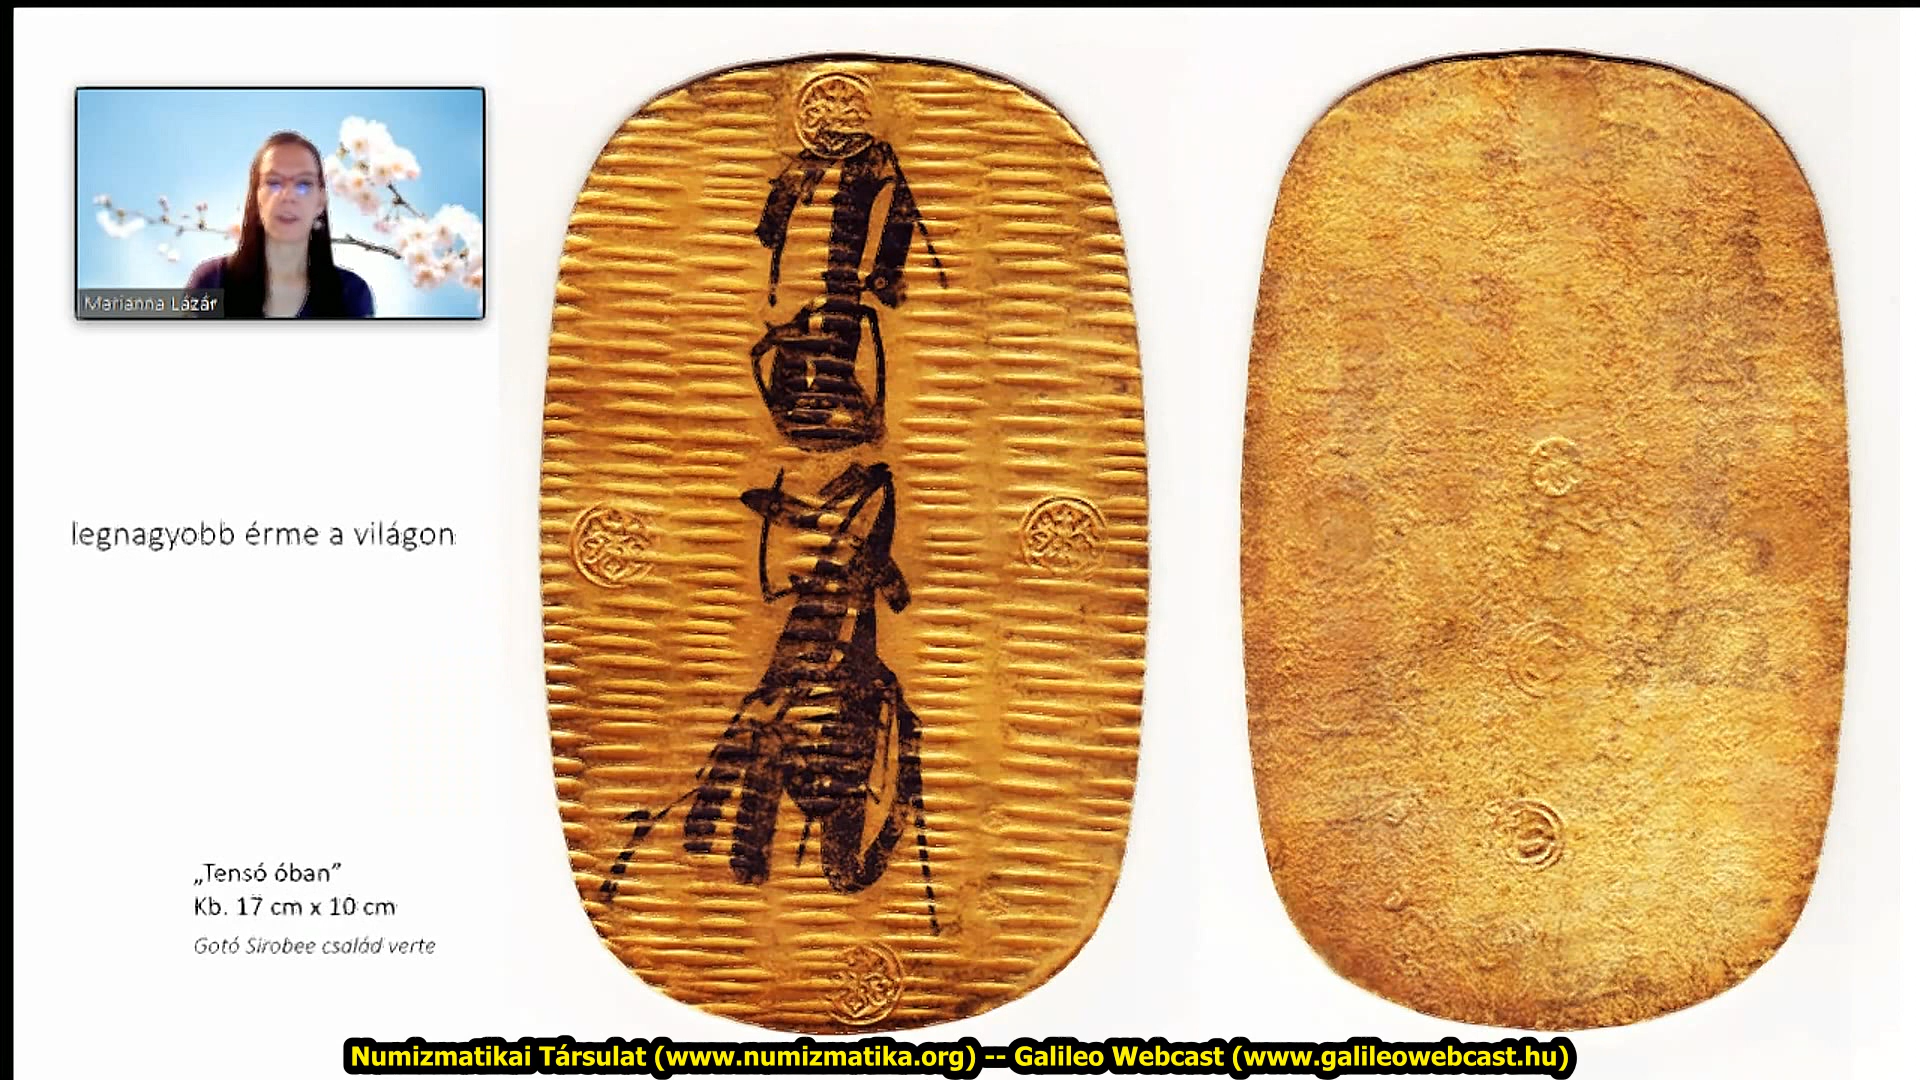 Marianna Lázár
legnagyobb érme a világon
„Tensó óban”
Kb. 17 cm x 10 cm
Gotó Sirobee család verte
Numizmatikai Társulat (www.numizmatika.org) -- Galileo Webcast (www.galileowebcast.hu)